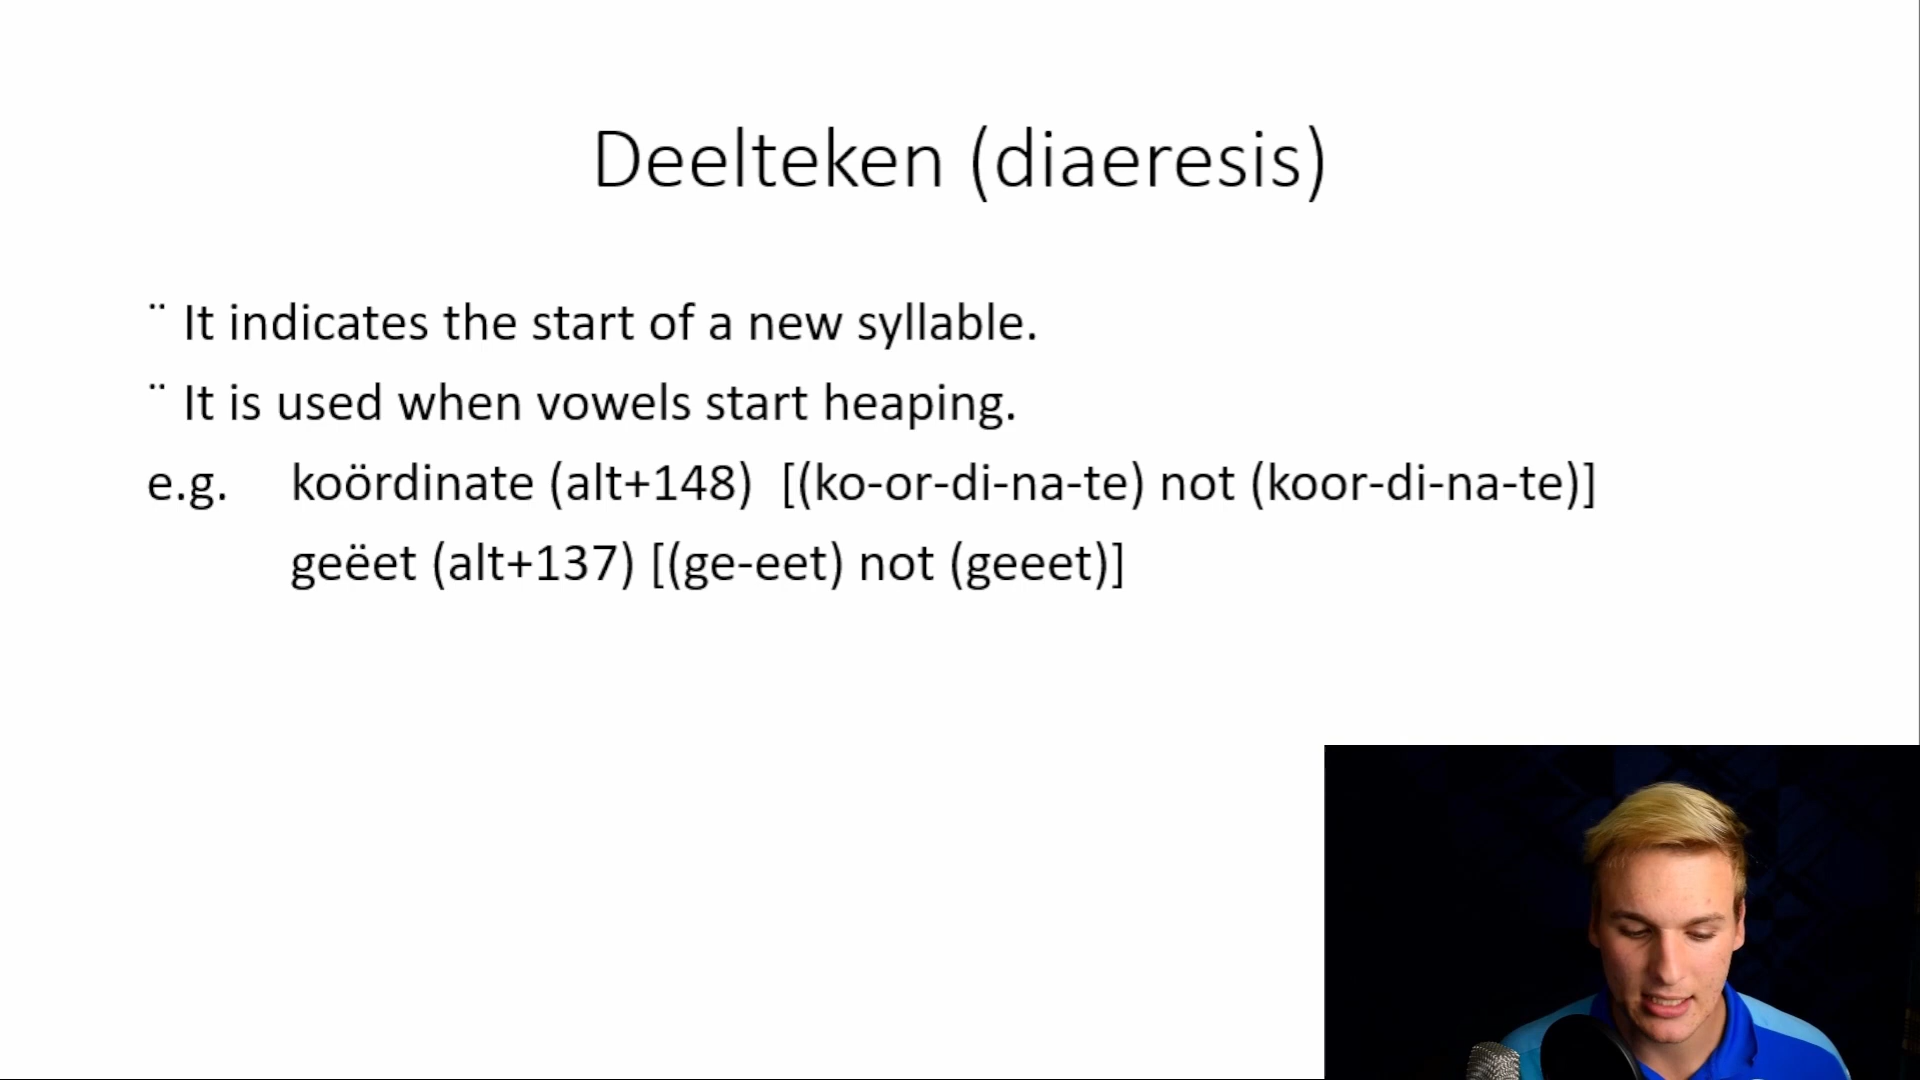 Deelteken (diaeresis)
¨ It indicates the start of a new syllable.
¨ It is used when vowels start heaping.
e.g. koördinate (alt+148) [(ko-or-di-na-te) not (koor-di-na-te)]
geëet (alt+137) [(ge-eet) not (geeet)]